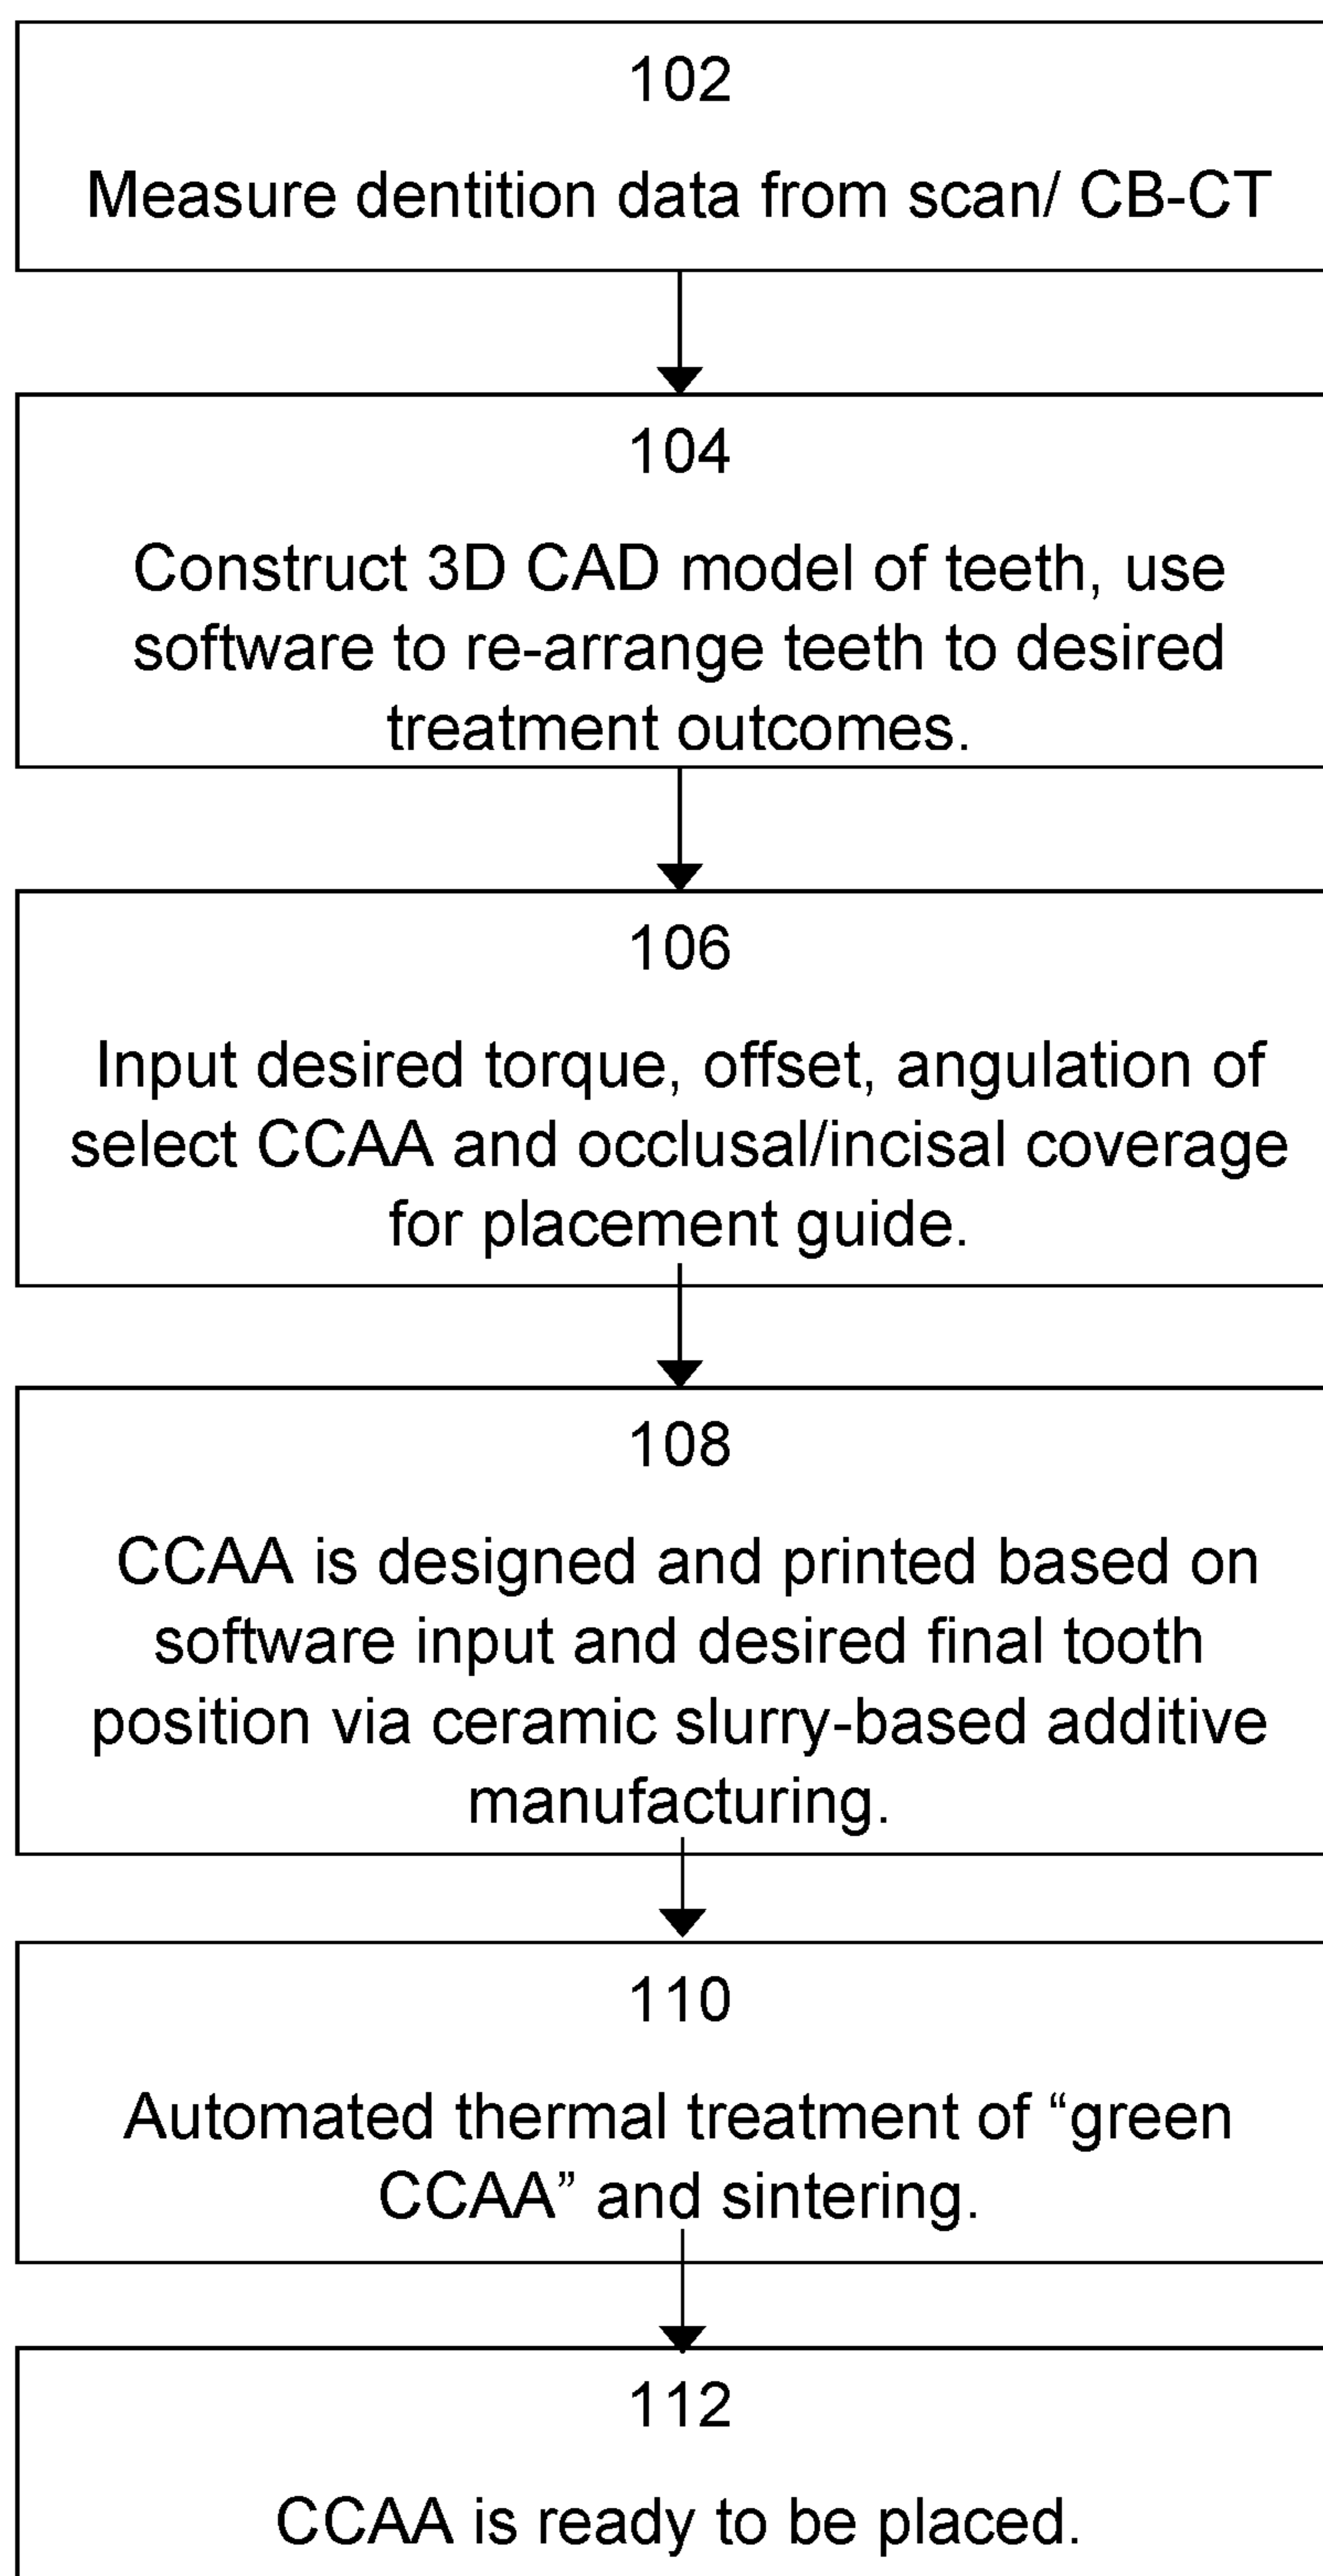 102
Measure dentition data from scan/ CB-CT
104
Construct 3D CAD model of teeth, use
software to re-arrange teeth to desired
treatment outcomes.
106
Input desired torque, offset, angulation of
select CCAA and occlusal/incisal coverage
for placement guide.
108
CCAA is designed and printed based on
software input and desired final tooth
position via ceramic slurry-based additive
manufacturing.
110
Automated thermal treatment of “green
CCAA” and sintering.
112
CCAA is ready to be placed.